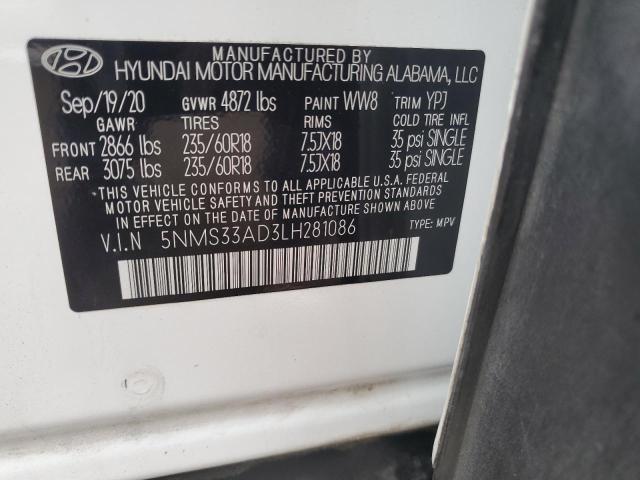 MANUFACTURED BY
HYUNDAI MOTOR MANUFACTURING ALABAMA, LLC
Sep/19/20 GVWR 4872 lbs PAINT WW8 TRIM YPJ
GAWR TIRES RIMS COLD TIRE INFL
FRONT 2866 lbs 235/60R18 7.5JX18 35 psi SINGLE
REAR 3075 lbs 235/60R18 7.5JX18 35 psi SINGLE
THIS VEHICLE CONFORMS TO ALL APPLICABLE U.S.A. FEDERAL
MOTOR VEHICLE SAFETY AND THEFT PREVENTION STANDARDS
IN EFFECT ON THE DATE OF MANUFACTURE SHOWN ABOVE.
V.I.N 5NMS33AD3LH281086 TYPE: MPV